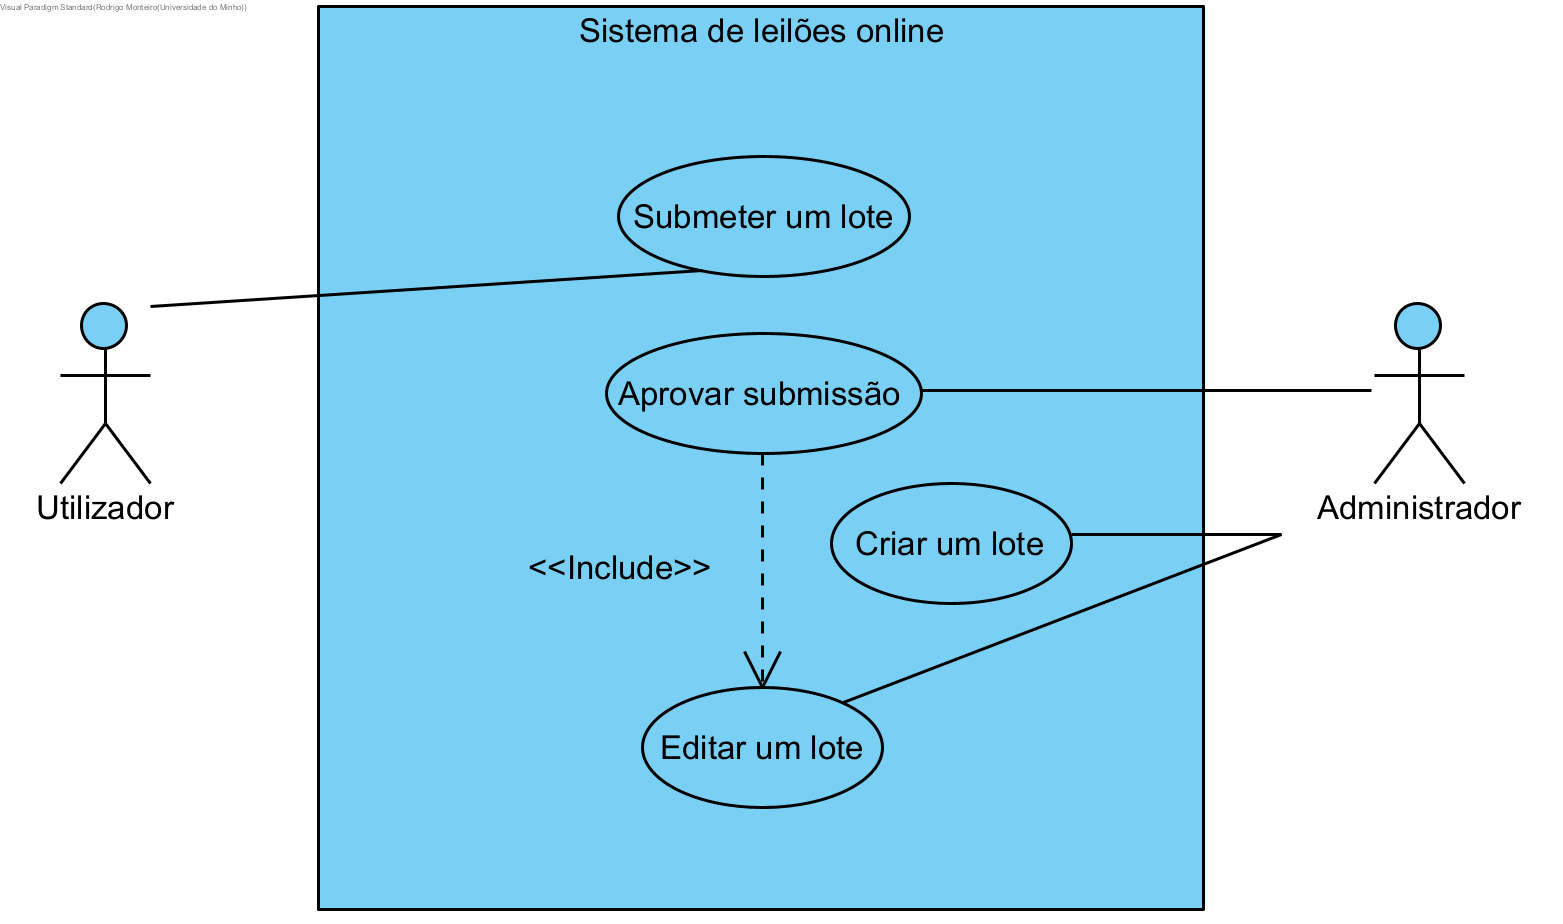 Visual Paradigm Standard(Rodrigo Monteiro(Universidade do Minho))
Sistema de leilões online
Submeter um lote
Aprovar submissão
Utilizador
Administrador
Criar um lote
<<Include>>
Editar um lote